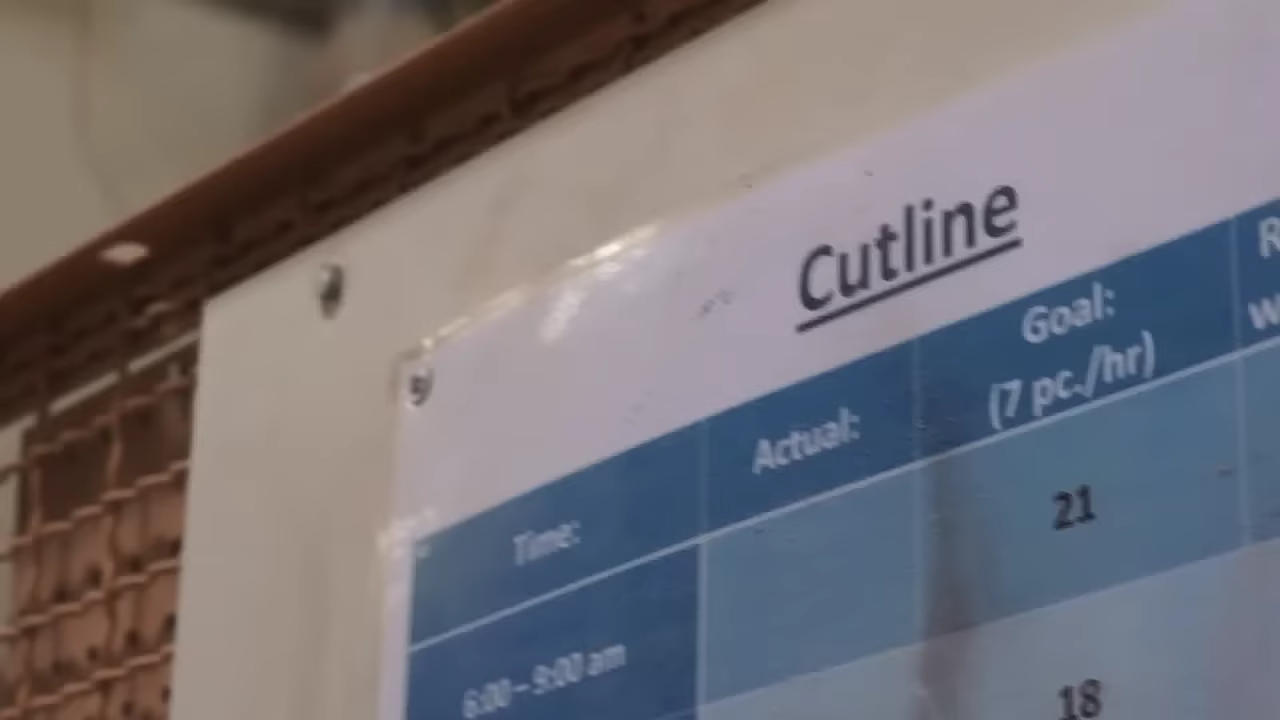 Cutline
Time:
Actual:
Goal:
(7 pc./hr)
6:00 – 9:00 am
21
18